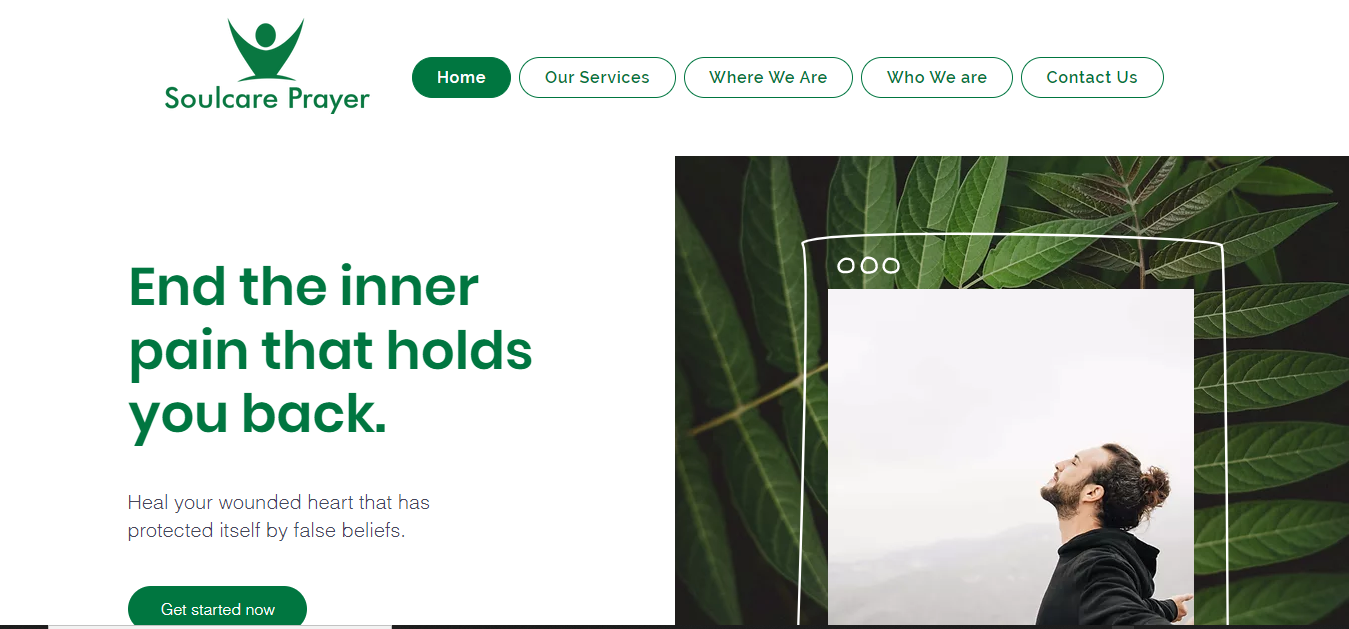 Soulcare Prayer
Home Our Services Where We Are Who We are Contact Us
End the inner
pain that holds
you back.
Heal your wounded heart that has
protected itself by false beliefs.
Get started now